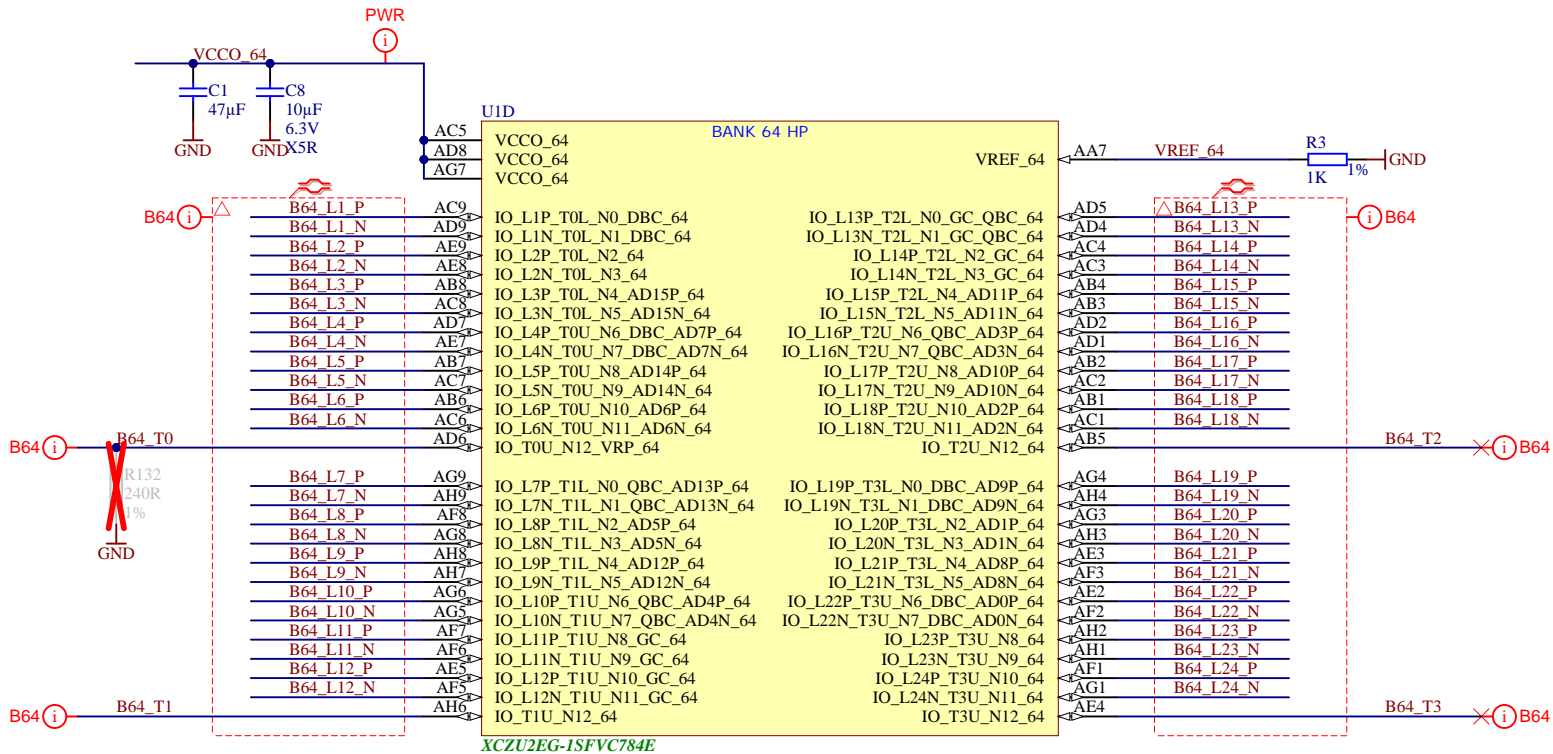 PWR
VCCO_64
C1
47µF
GND
C8
10µF
6.3V
X5R
GND
U1D
BANK 64 HP
AC5 VCCO_64
AD8 VCCO_64
AG7 VCCO_64
VREF_64 AA7 VREF_64
R3
1K
1%
GND
B64
B64_L1_P AC9 IO_L1P_T0L_N0_DBC_64
B64_L1_N AD9 IO_L1N_T0L_N1_DBC_64
B64_L2_P AE9 IO_L2P_T0L_N2_64
B64_L2_N AE8 IO_L2N_T0L_N3_64
B64_L3_P AB8 IO_L3P_T0L_N4_AD15P_64
B64_L3_N AC8 IO_L3N_T0L_N5_AD15N_64
B64_L4_P AD7 IO_L4P_T0U_N6_DBC_AD7P_64
B64_L4_N AE7 IO_L4N_T0U_N7_DBC_AD7N_64
B64_L5_P AB7 IO_L5P_T0U_N8_AD14P_64
B64_L5_N AC7 IO_L5N_T0U_N9_AD14N_64
B64_L6_P AB6 IO_L6P_T0U_N10_AD6P_64
B64_L6_N AC6 IO_L6N_T0U_N11_AD6N_64
B64 B64_T0 AD6 IO_T0U_N12_VRP_64
R132
240R
1%
GND
B64_L7_P AG9 IO_L7P_T1L_N0_QBC_AD13P_64
B64_L7_N AH9 IO_L7N_T1L_N1_QBC_AD13N_64
B64_L8_P AF8 IO_L8P_T1L_N2_AD5P_64
B64_L8_N AG8 IO_L8N_T1L_N3_AD5N_64
B64_L9_P AH8 IO_L9P_T1L_N4_AD12P_64
B64_L9_N AH7 IO_L9N_T1L_N5_AD12N_64
B64_L10_P AG6 IO_L10P_T1U_N6_QBC_AD4P_64
B64_L10_N AG5 IO_L10N_T1U_N7_QBC_AD4N_64
B64_L11_P AF7 IO_L11P_T1U_N8_GC_64
B64_L11_N AF6 IO_L11N_T1U_N9_GC_64
B64_L12_P AE5 IO_L12P_T1U_N10_GC_64
B64_L12_N AF5 IO_L12N_T1U_N11_GC_64
B64 B64_T1 AH6 IO_T1U_N12_64
IO_L13P_T2L_N0_GC_QBC_64 AD5 B64_L13_P
B64
IO_L13N_T2L_N1_GC_QBC_64 AD4 B64_L13_N
IO_L14P_T2L_N2_GC_64 AC4 B64_L14_P
IO_L14N_T2L_N3_GC_64 AC3 B64_L14_N
IO_L15P_T2L_N4_AD11P_64 AB4 B64_L15_P
IO_L15N_T2L_N5_AD11N_64 AB3 B64_L15_N
IO_L16P_T2U_N6_QBC_AD3P_64 AD2 B64_L16_P
IO_L16N_T2U_N7_QBC_AD3N_64 AD1 B64_L16_N
IO_L17P_T2U_N8_AD10P_64 AB2 B64_L17_P
IO_L17N_T2U_N9_AD10N_64 AC2 B64_L17_N
IO_L18P_T2U_N10_AD2P_64 AB1 B64_L18_P
IO_L18N_T2U_N11_AD2N_64 AC1 B64_L18_N
IO_T2U_N12_64 AB5 B64_T2 B64
IO_L19P_T3L_N0_DBC_AD9P_64 AG4 B64_L19_P
IO_L19N_T3L_N1_DBC_AD9N_64 AH4 B64_L19_N
IO_L20P_T3L_N2_AD1P_64 AG3 B64_L20_P
IO_L20N_T3L_N3_AD1N_64 AH3 B64_L20_N
IO_L21P_T3L_N4_AD8P_64 AE3 B64_L21_P
IO_L21N_T3L_N5_AD8N_64 AF3 B64_L21_N
IO_L22P_T3U_N6_DBC_AD0P_64 AE2 B64_L22_P
IO_L22N_T3U_N7_DBC_AD0N_64 AF2 B64_L22_N
IO_L23P_T3U_N8_64 AH2 B64_L23_P
IO_L23N_T3U_N9_64 AH1 B64_L23_N
IO_L24P_T3U_N10_64 AF1 B64_L24_P
IO_L24N_T3U_N11_64 AG1 B64_L24_N
IO_T3U_N12_64 AE4 B64_T3 B64
XCZU2EG-1SFVC784E